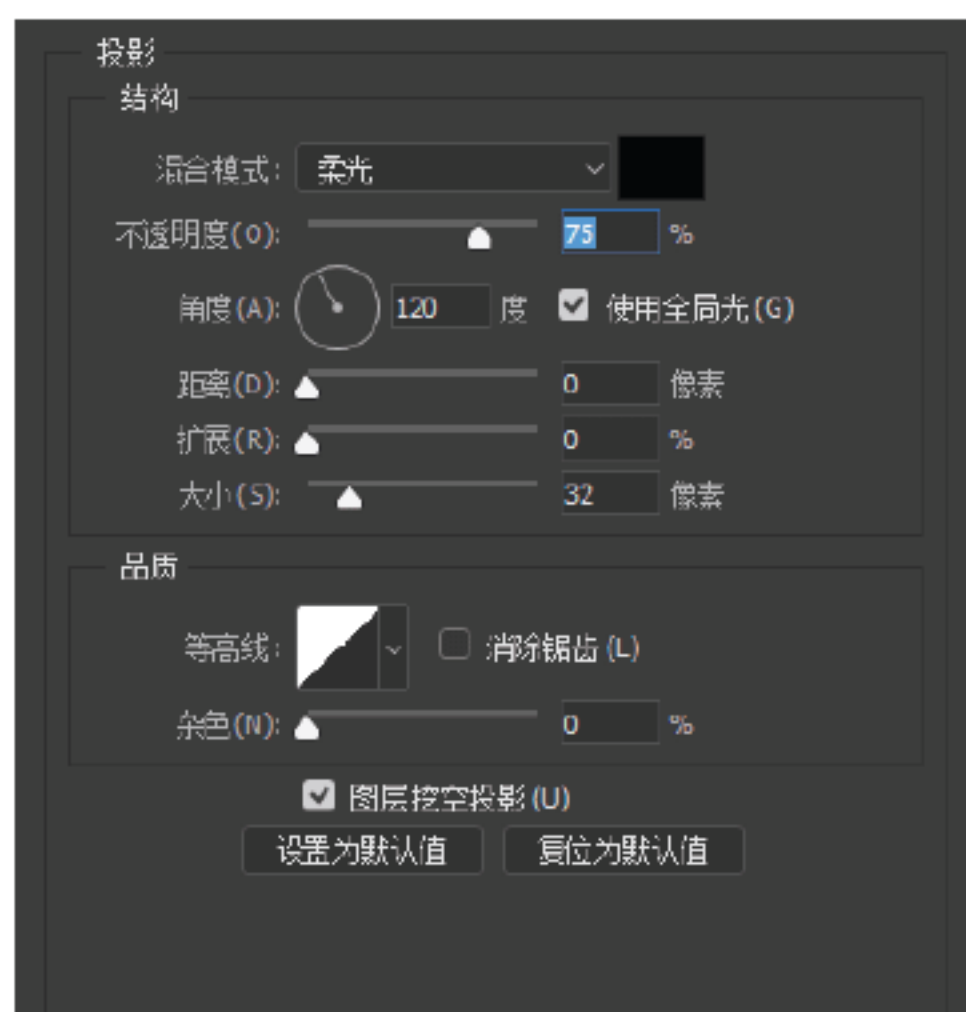 投影
结构
混合模式: 柔光
不透明度(O): 75 %
角度(A): 120 度 使用全局光(G)
距离(D): 0 像素
扩展(R): 0 %
大小(S): 32 像素
品质
等高线: 消除锯齿(L)
杂色(N): 0 %
图层挖空投影(U)
设置为默认值 复位为默认值